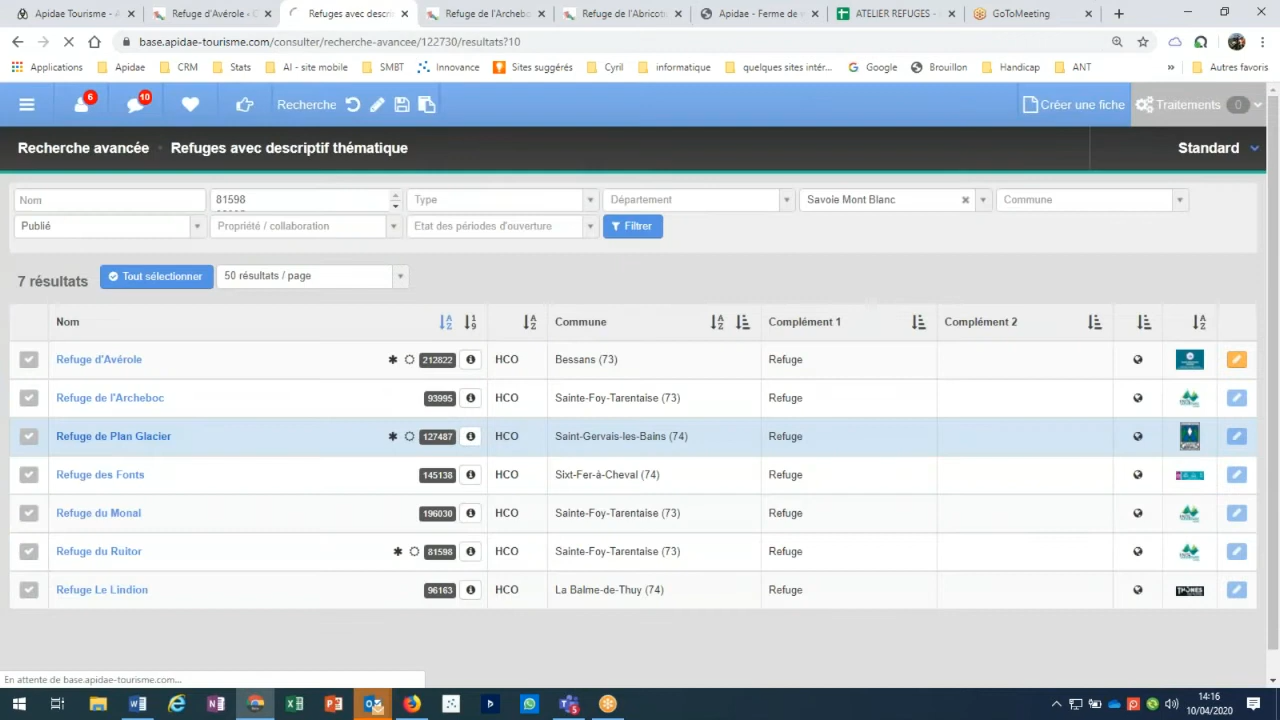 Apidae Tourisme - A
Refuge d'Avérole - C
Refuges avec descri
Refuge de l'Archeb
Refuge de l'Abricoti
Apidae - Ferme de v
ATELIER REFUGES -
GoToMeeting
base.apidae-tourisme.com/consulter/recherche-avancee/122730/resultats?10
Applications
Apidae
CRM
Stats
AI - site mobile
SMBT
Innovance
Sites suggérés
Cyril
informatique
quelques sites intér...
Google
Brouillon
Handicap
ANT
»
Autres favoris
6
10
Recherche
Créer une fiche
Traitements 0
Recherche avancée • Refuges avec descriptif thématique
Standard
Nom
81598
Type
Département
Savoie Mont Blanc
Commune
Publié
Propriété / collaboration
Etat des périodes d'ouverture
Filtrer
7 résultats
Tout sélectionner
50 résultats / page
Nom
Commune
Complément 1
Complément 2
Refuge d'Avérole 212822 HCO Bessans (73) Refuge
Refuge de l'Archeboc 93995 HCO Sainte-Foy-Tarentaise (73) Refuge
Refuge de Plan Glacier 127487 HCO Saint-Gervais-les-Bains (74) Refuge
Refuge des Fonts 145138 HCO Sixt-Fer-à-Cheval (74) Refuge
Refuge du Monal 196030 HCO Sainte-Foy-Tarentaise (73) Refuge
Refuge du Ruitor 81598 HCO Sainte-Foy-Tarentaise (73) Refuge
Refuge Le Lindion 96163 HCO La Balme-de-Thuy (74) Refuge
THONES
En attente de base.apidae-tourisme.com...
14:16
10/04/2020